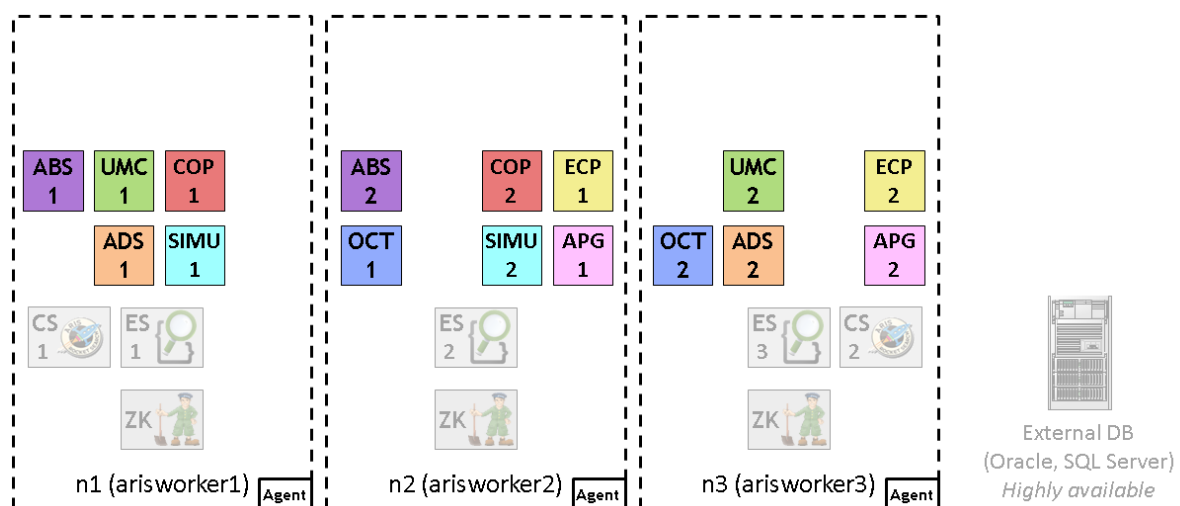 ABS
1
UMC
1
COP
1
ADS
1
SIMU
1
CS
1
ES
1
ZK
n1 (arisworker1)
Agent
ABS
2
COP
2
ECP
1
OCT
1
SIMU
2
APG
1
ES
2
ZK
n2 (arisworker2)
Agent
UMC
2
ECP
2
OCT
2
ADS
2
APG
2
ES
3
CS
2
ZK
n3 (arisworker3)
Agent
External DB
(Oracle, SQL Server)
Highly available